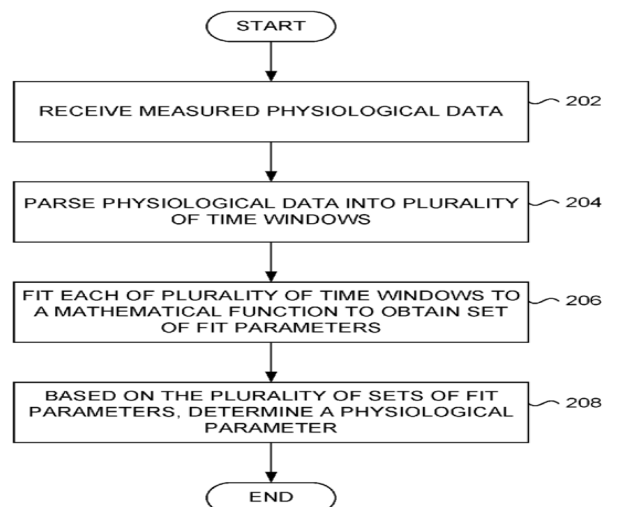 START
RECEIVE MEASURED PHYSIOLOGICAL DATA
202
PARSE PHYSIOLOGICAL DATA INTO PLURALITY
OF TIME WINDOWS
204
FIT EACH OF PLURALITY OF TIME WINDOWS TO
A MATHEMATICAL FUNCTION TO OBTAIN SET
OF FIT PARAMETERS
206
BASED ON THE PLURALITY OF SETS OF FIT
PARAMETERS, DETERMINE A PHYSIOLOGICAL
PARAMETER
208
END